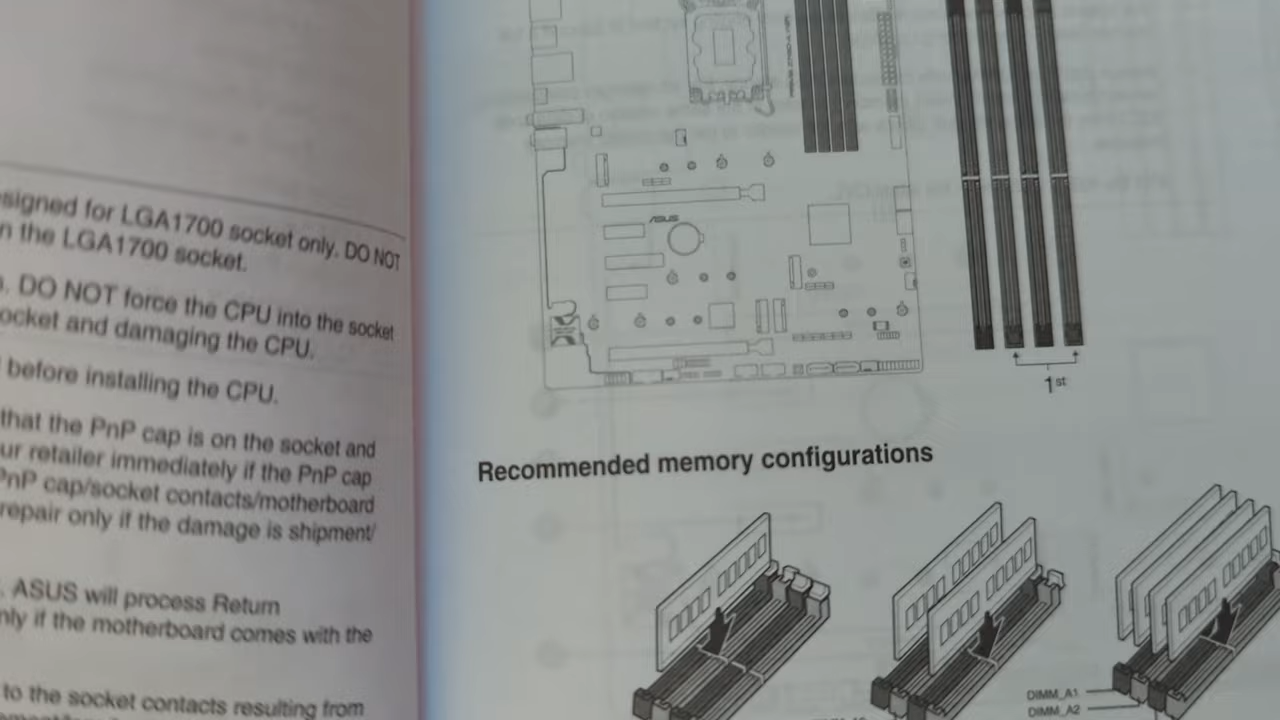 signed for LGA1700 socket only. DO NOT
n the LGA1700 socket.
. DO NOT force the CPU into the socket
ocket and damaging the CPU.
before installing the CPU.
that the PnP cap is on the socket and
ur retailer immediately if the PnP cap
PnP cap/socket contacts/motherboard
repair only if the damage is shipment/
. ASUS will process Return
nly if the motherboard comes with the
to the socket contacts resulting from
ASUS
1st
Recommended memory configurations
DIMM_A1
DIMM_A2